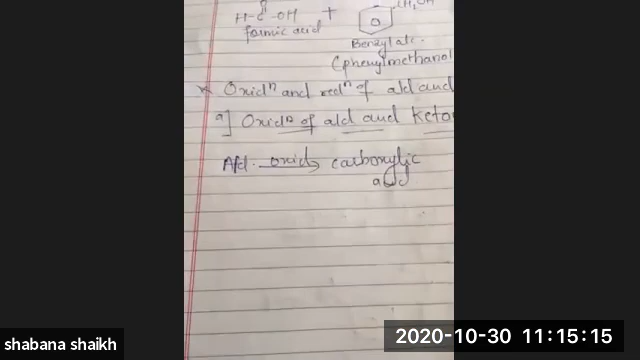 O
H-C-OH + CH2OH
formic acid
Benzyl alc.
(phenylmethanol
* Oxidⁿ and redⁿ of ald and
a] Oxidⁿ of ald and Keto
Ald. oxidⁿ→ carboxylic
acid
shabana shaikh
2020-10-30 11:15:15